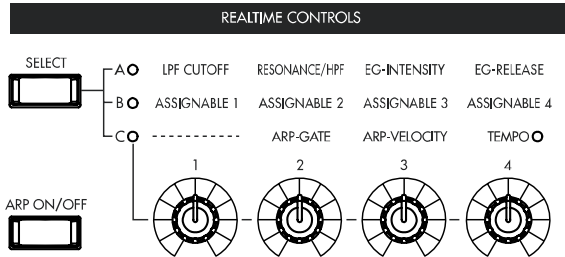 REALTIME CONTROLS
SELECT
A LPF CUTOFF RESONANCE/HPF EG-INTENSITY EG-RELEASE
B ASSIGNABLE 1 ASSIGNABLE 2 ASSIGNABLE 3 ASSIGNABLE 4
C - - - - - - - - - - ARP-GATE ARP-VELOCITY TEMPO
1 2 3 4
ARP ON/OFF